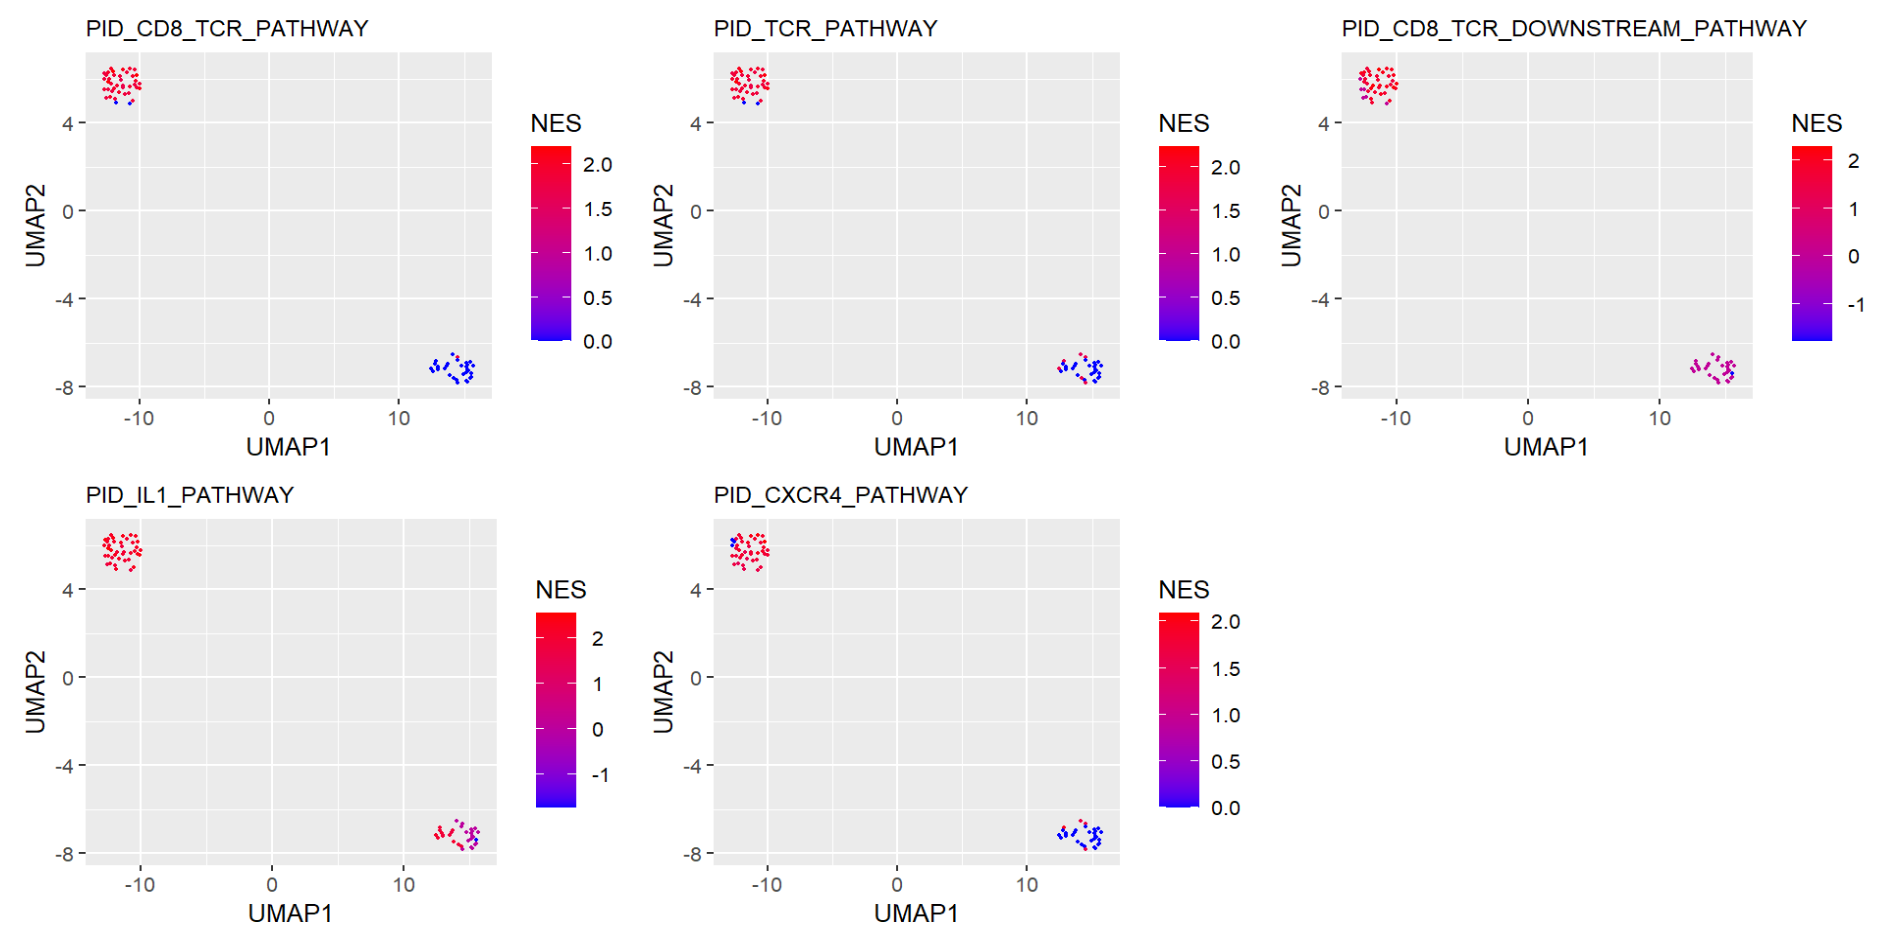 PID_CD8_TCR_PATHWAY
NES
2.0
1.5
1.0
0.5
0.0
4
0
-4
-8
UMAP2
-10
0
10
UMAP1
PID_TCR_PATHWAY
NES
2.0
1.5
1.0
0.5
0.0
4
0
-4
-8
UMAP2
-10
0
10
UMAP1
PID_CD8_TCR_DOWNSTREAM_PATHWAY
NES
2
1
0
-1
4
0
-4
-8
UMAP2
-10
0
10
UMAP1
PID_IL1_PATHWAY
NES
2
1
0
-1
4
0
-4
-8
UMAP2
-10
0
10
UMAP1
PID_CXCR4_PATHWAY
NES
2.0
1.5
1.0
0.5
0.0
4
0
-4
-8
UMAP2
-10
0
10
UMAP1